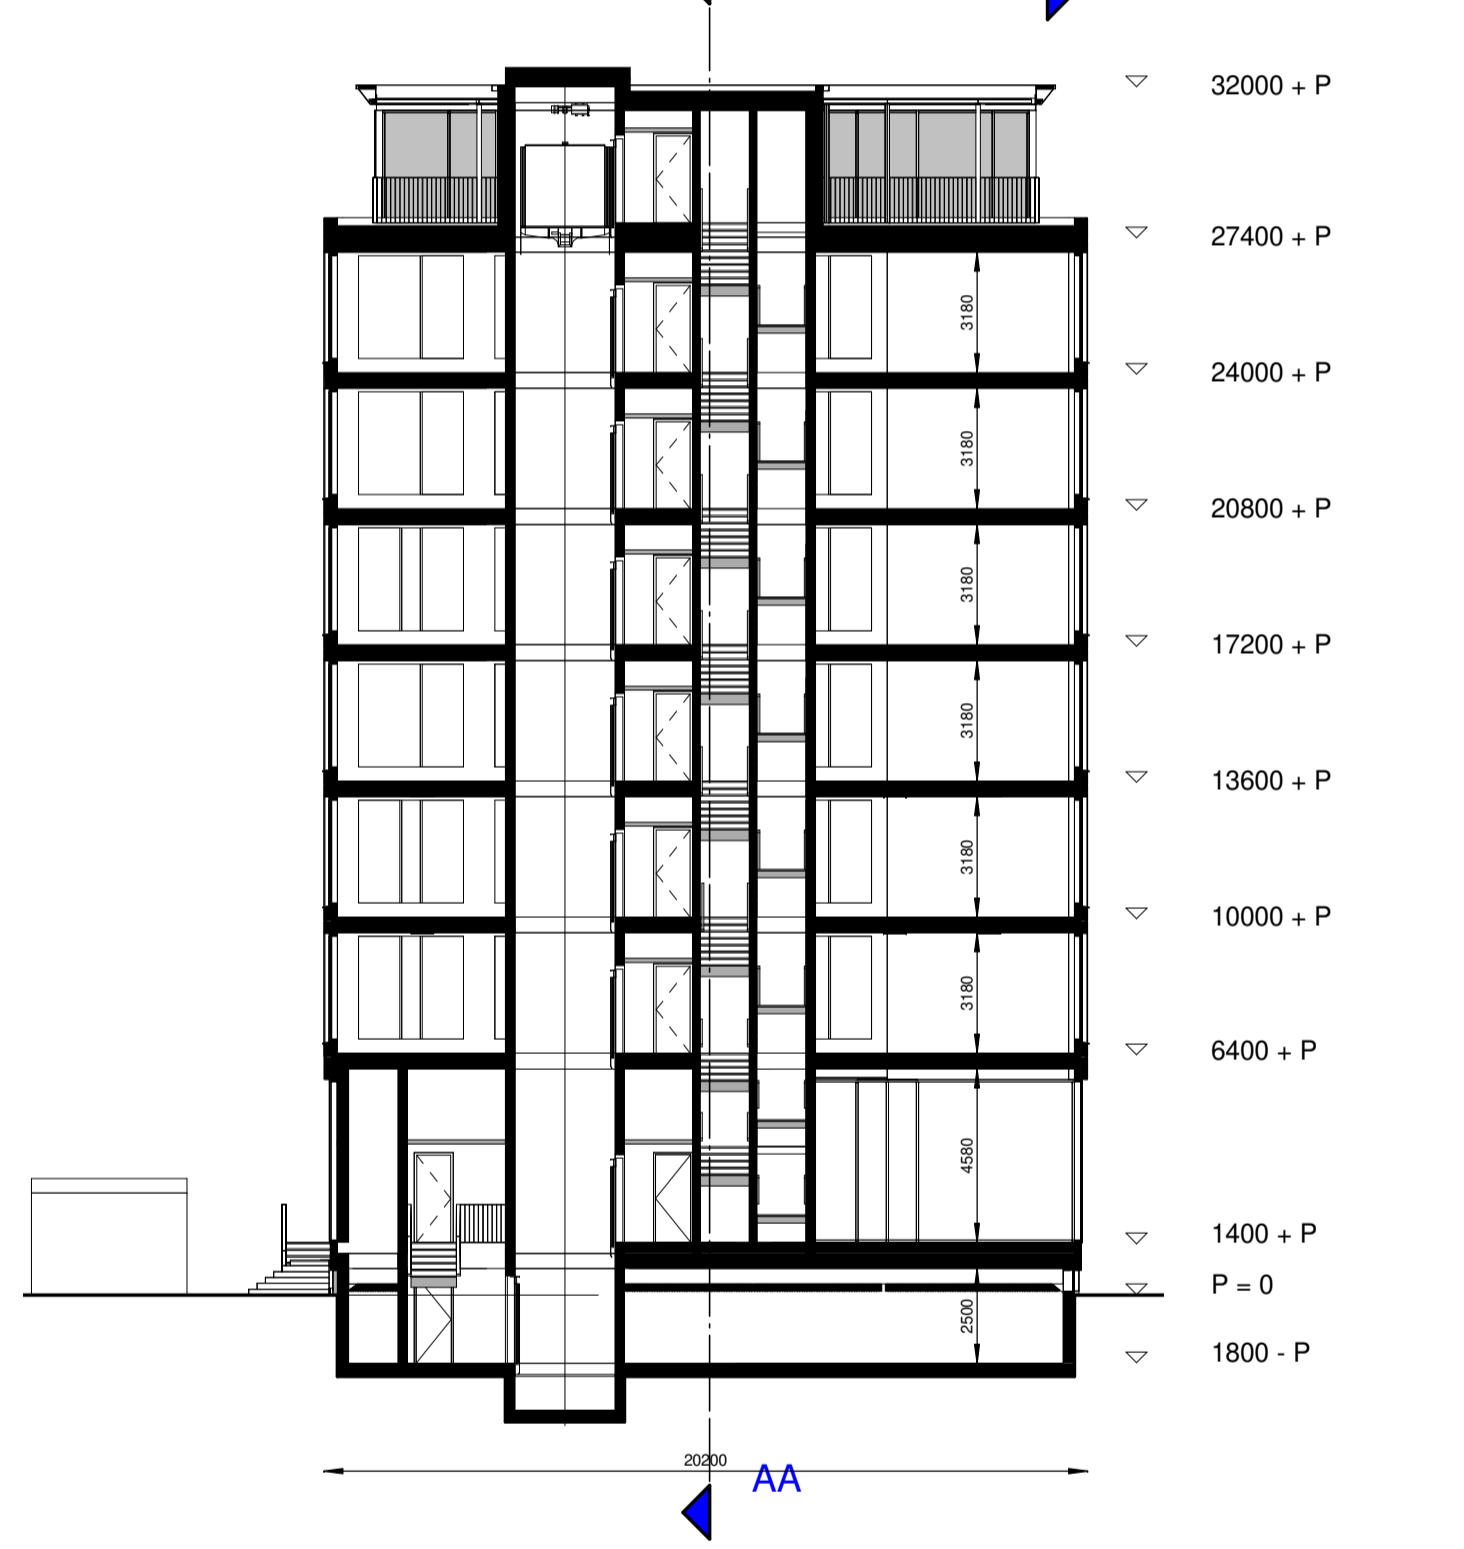 32000 + P
27400 + P
3180
24000 + P
3180
20800 + P
3180
17200 + P
3180
13600 + P
3180
10000 + P
3180
6400 + P
4580
1400 + P
P = 0
2500
1800 - P
20200
AA